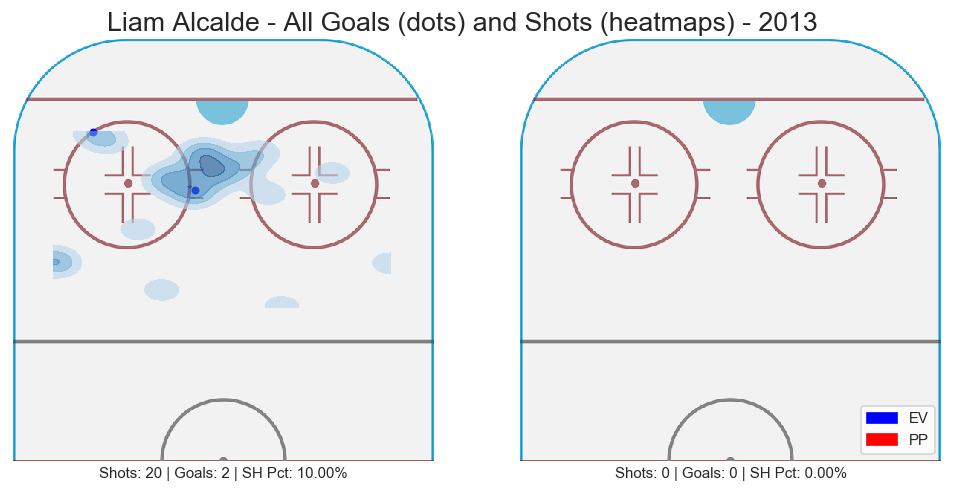 Liam Alcalde - All Goals (dots) and Shots (heatmaps) - 2013
EV
PP
Shots: 20 | Goals: 2 | SH Pct: 10.00%
Shots: 0 | Goals: 0 | SH Pct: 0.00%